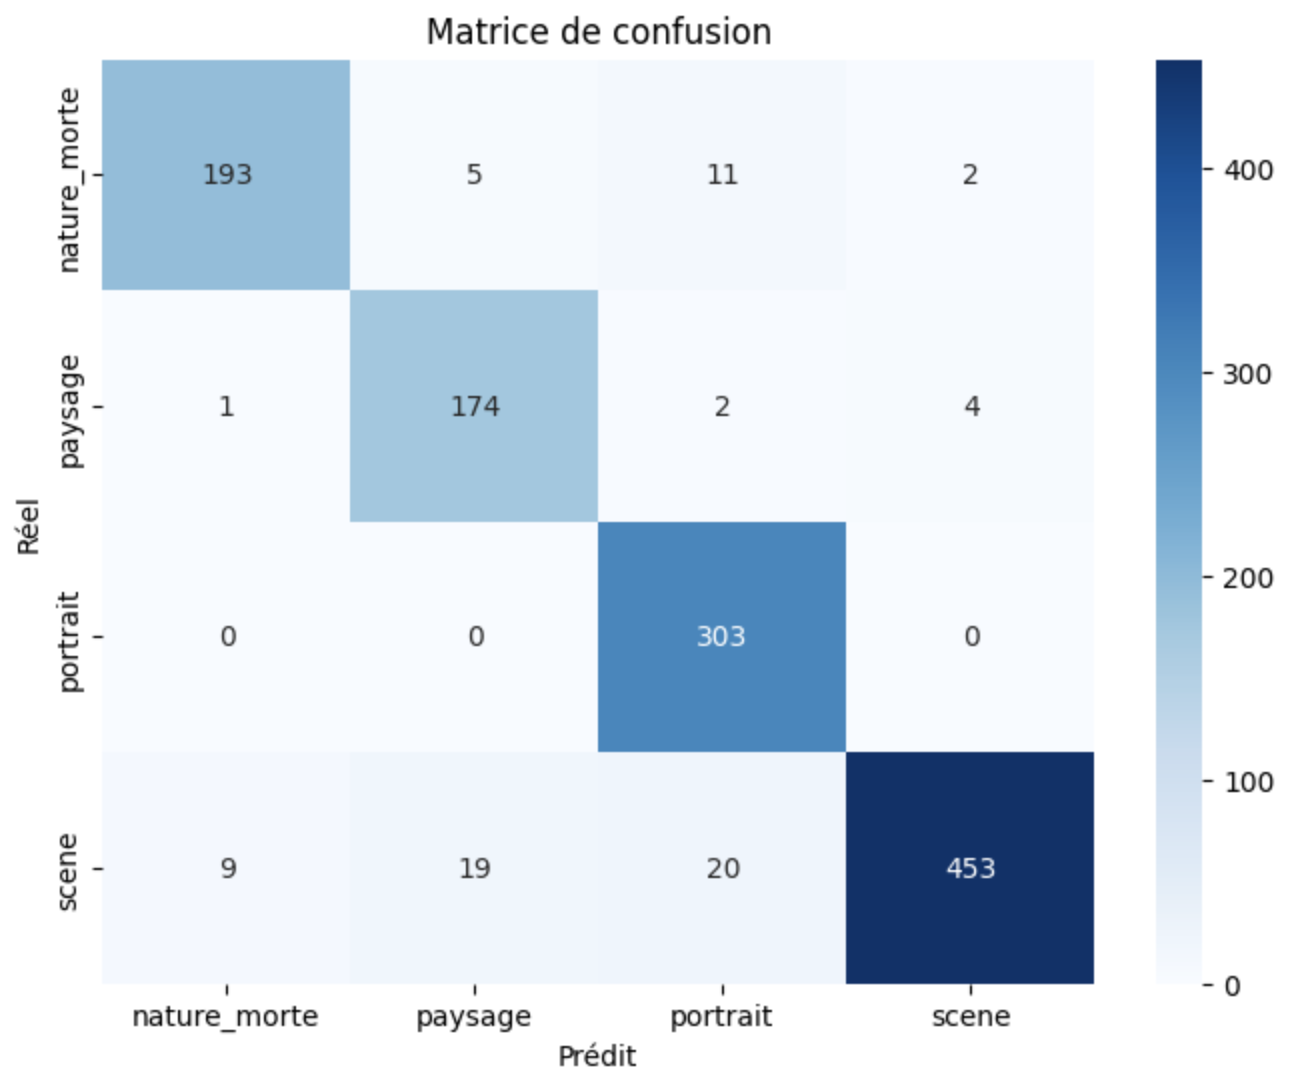 Matrice de confusion
nature_morte
193 5 11 2
paysage
1 174 2 4
portrait
0 0 303 0
scene
9 19 20 453
Réel
nature_morte paysage portrait scene
Prédit
400
300
200
100
0